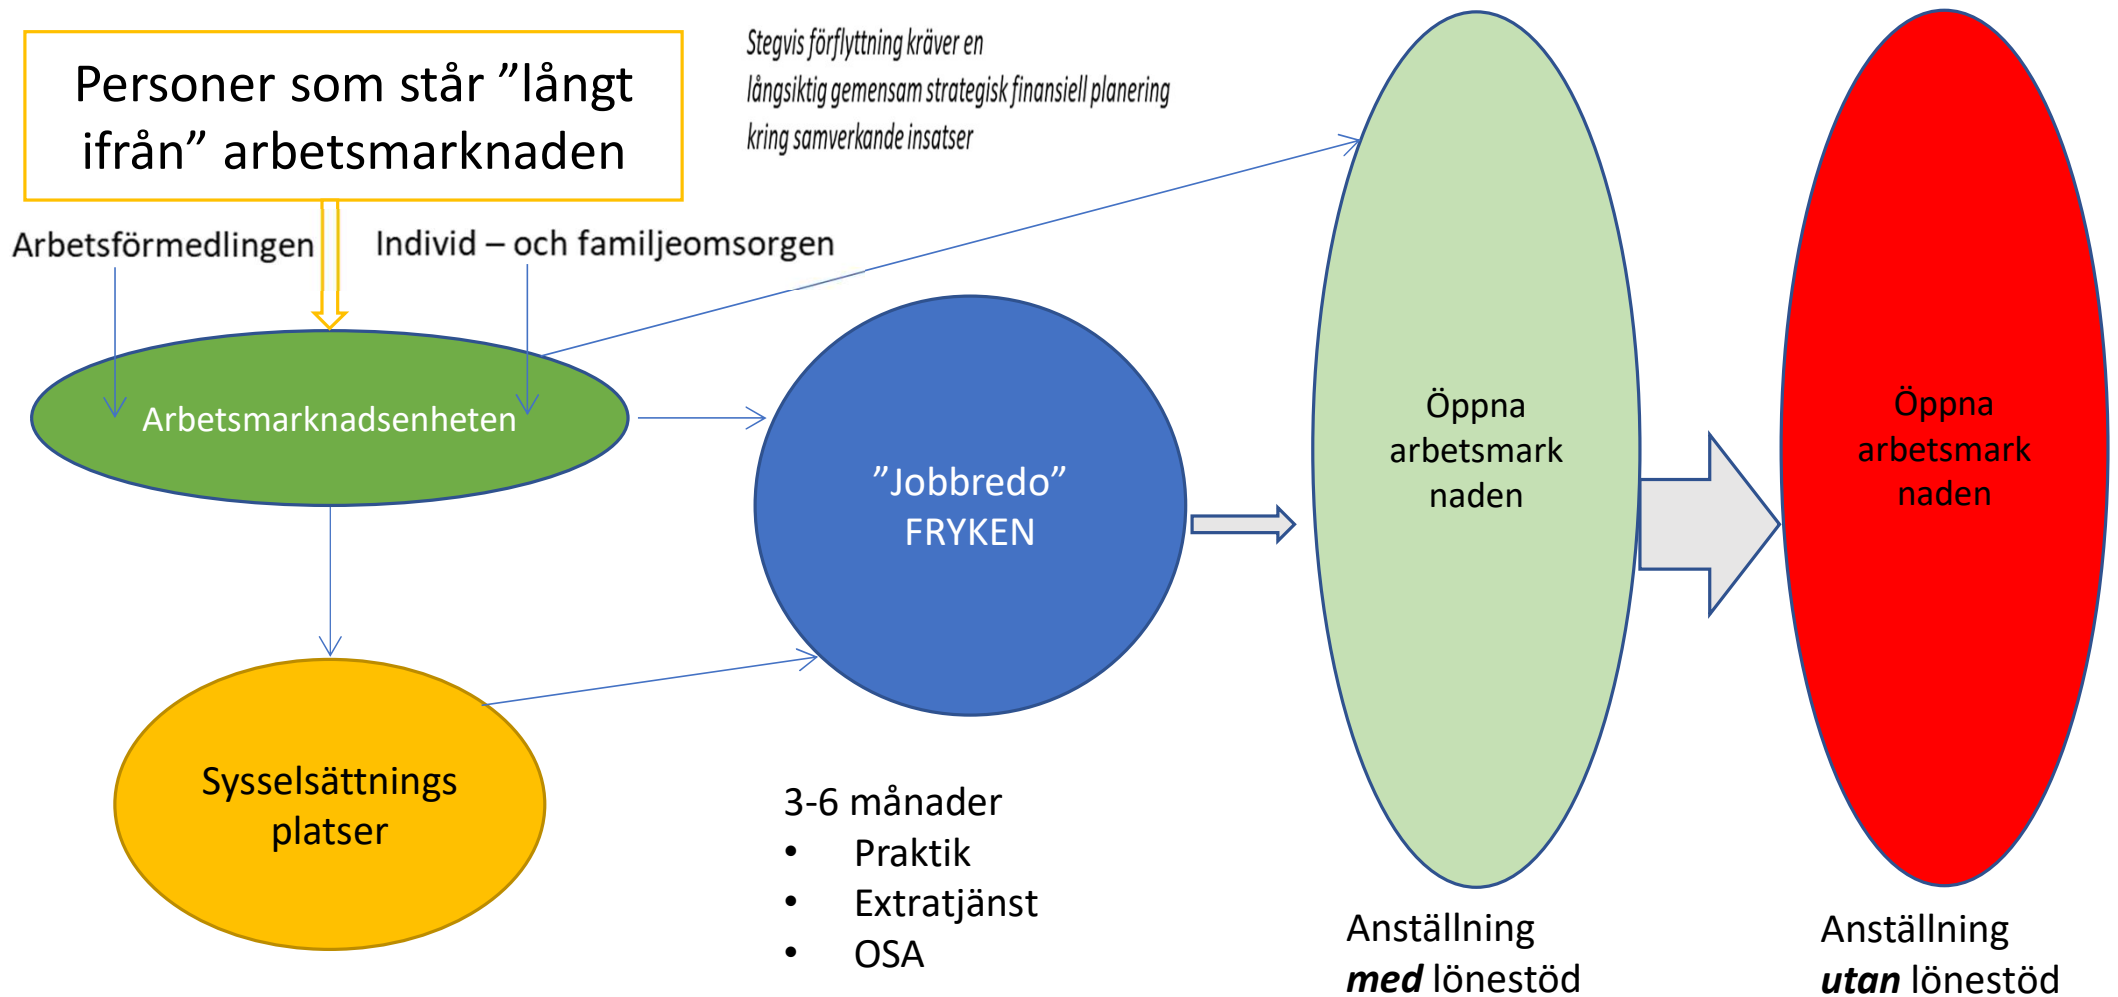 Personer som står ”långt
ifrån” arbetsmarknaden
Stegvis förflyttning kräver en
långsiktig gemensam strategisk finansiell planering
kring samverkande insatser
Arbetsförmedlingen
Individ – och familjeomsorgen
Arbetsmarknadsenheten
”Jobbredo”
FRYKEN
Öppna
arbetsmark
naden
Öppna
arbetsmark
naden
Sysselsättnings
platser
3-6 månader
• Praktik
• Extratjänst
• OSA
Anställning
med lönestöd
Anställning
utan lönestöd